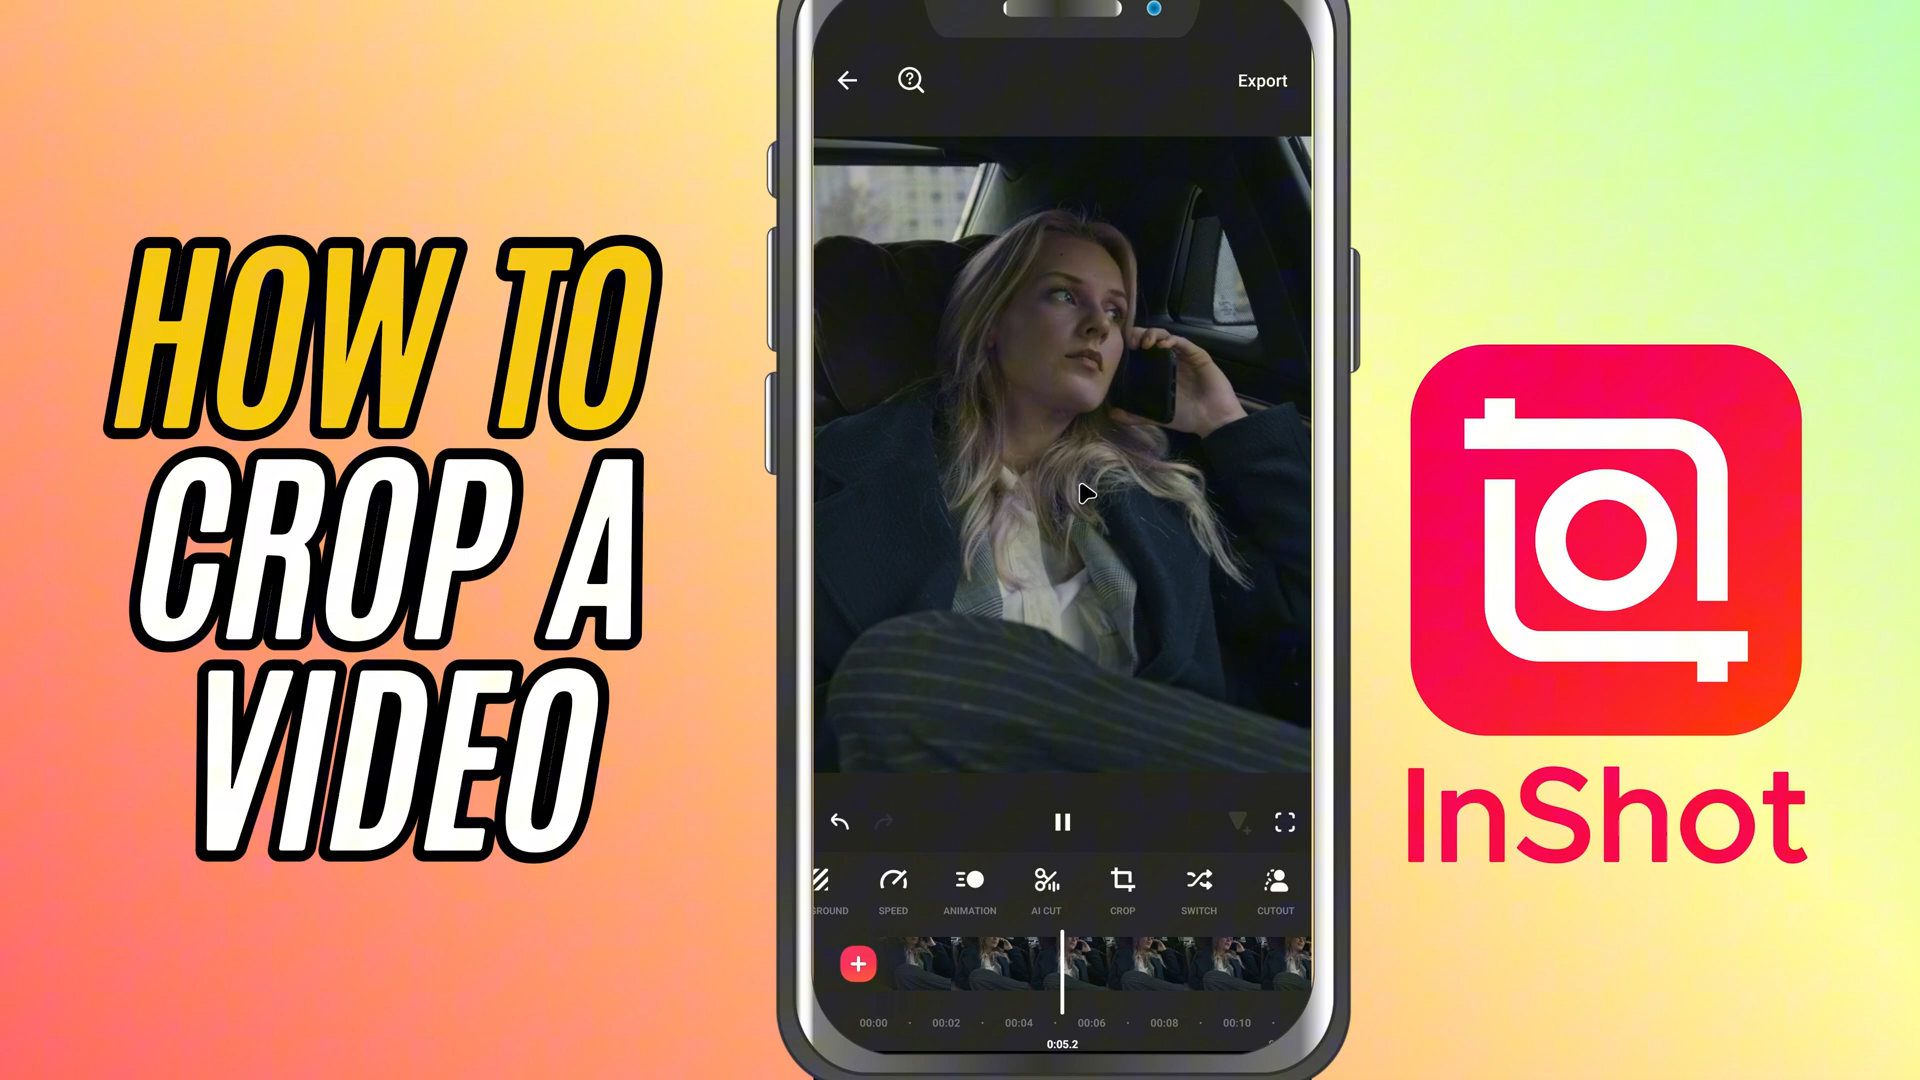 HOW TO
CROP A
VIDEO
Export
GROUND SPEED ANIMATION AI CUT CROP SWITCH CUTOUT
00:00 00:02 00:04 00:06 00:08 00:10
0:05.2
InShot